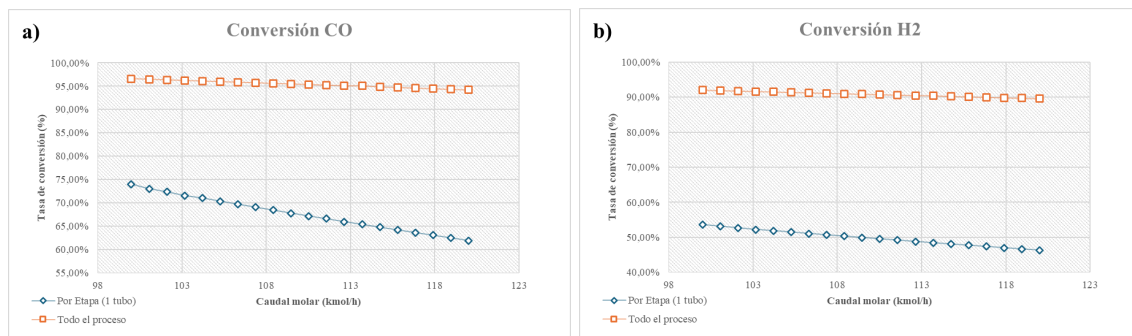 a)
Conversión CO
Tasa de conversión (%)
100,00%
95,00%
90,00%
85,00%
80,00%
75,00%
70,00%
65,00%
60,00%
55,00%
98
103
108
113
118
123
Caudal molar (kmol/h)
Por Etapa (1 tubo)
Todo el proceso
b)
Conversión H2
Tasa de conversión (%)
100,00%
90,00%
80,00%
70,00%
60,00%
50,00%
40,00%
98
103
108
113
118
123
Caudal molar (kmol/h)
Por Etapa (1 tubo)
Todo el proceso